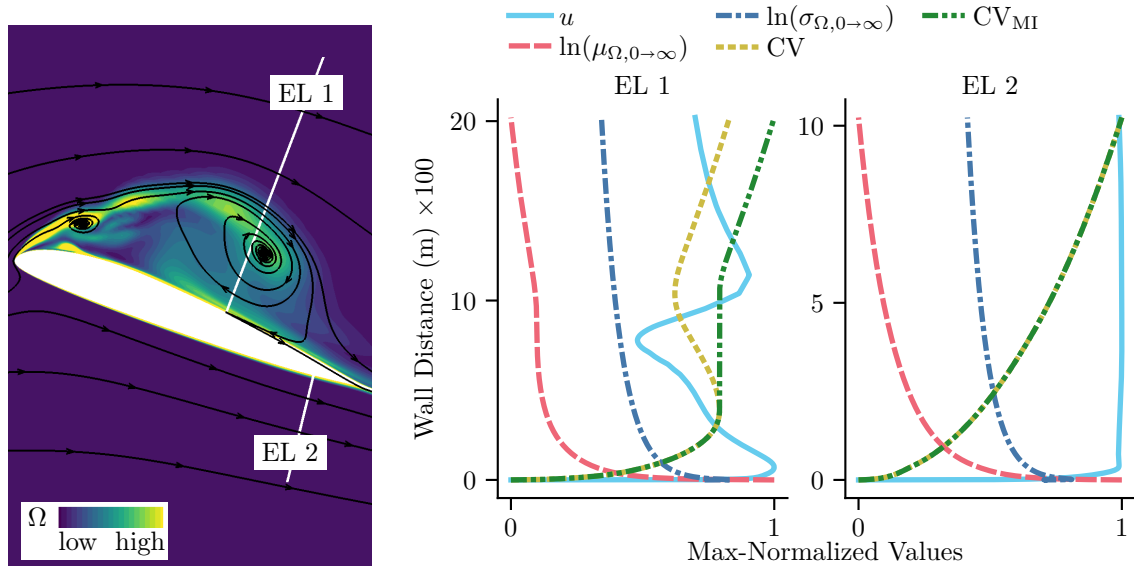 u
ln(σΩ,0→∞)
CVMI
ln(μΩ,0→∞)
CV
EL 1
EL 2
Ω
low high
EL 1
EL 2
Wall Distance (m) ×100
20
10
0
10
5
0
0
1
0
1
Max-Normalized Values